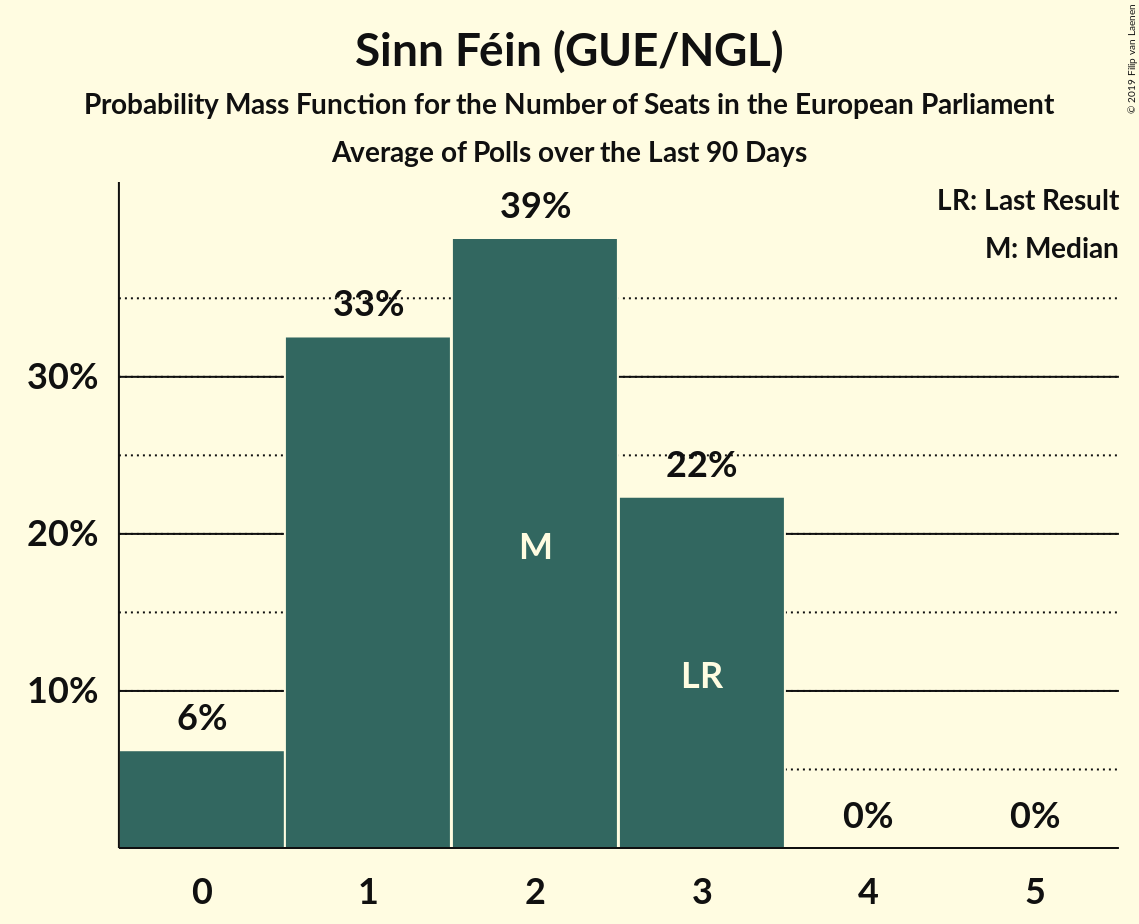 Sinn Féin (GUE/NGL)
Probability Mass Function for the Number of Seats in the European Parliament
Average of Polls over the Last 90 Days
© 2019 Filip van Laenen
LR: Last Result
M: Median
39%
33%
30%
22%
20%
M
LR
10%
6%
0%
0%
0 1 2 3 4 5